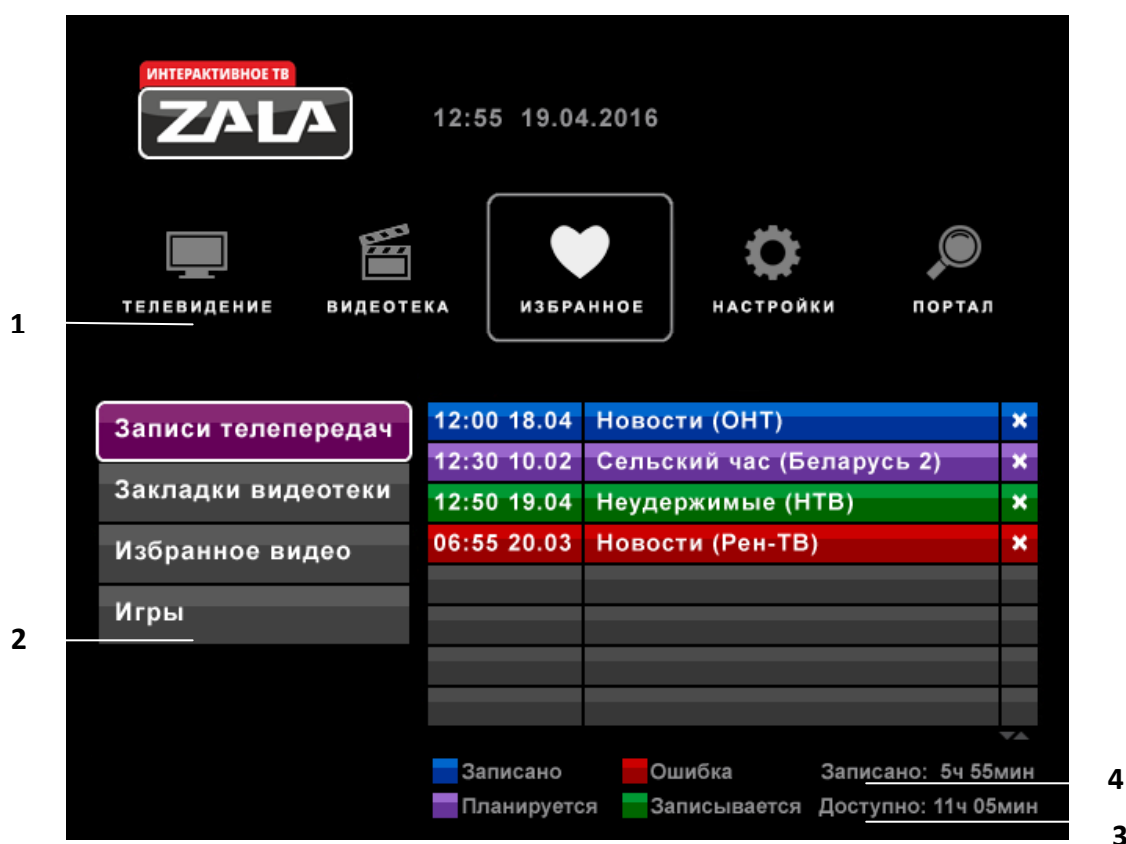 ИНТЕРАКТИВНОЕ ТВ
ZALA
12:55 19.04.2016
ТЕЛЕВИДЕНИЕ ВИДЕОТЕКА ИЗБРАННОЕ НАСТРОЙКИ ПОРТАЛ
1
Записи телепередач
Закладки видеотеки
Избранное видео
Игры
2
12:00 18.04 Новости (ОНТ) ×
12:30 10.02 Сельский час (Беларусь 2) ×
12:50 19.04 Неудержимые (НТВ) ×
06:55 20.03 Новости (Рен-ТВ) ×
Записано Ошибка Записано: 5ч 55мин
4
Планируется Записывается Доступно: 11ч 05мин
3